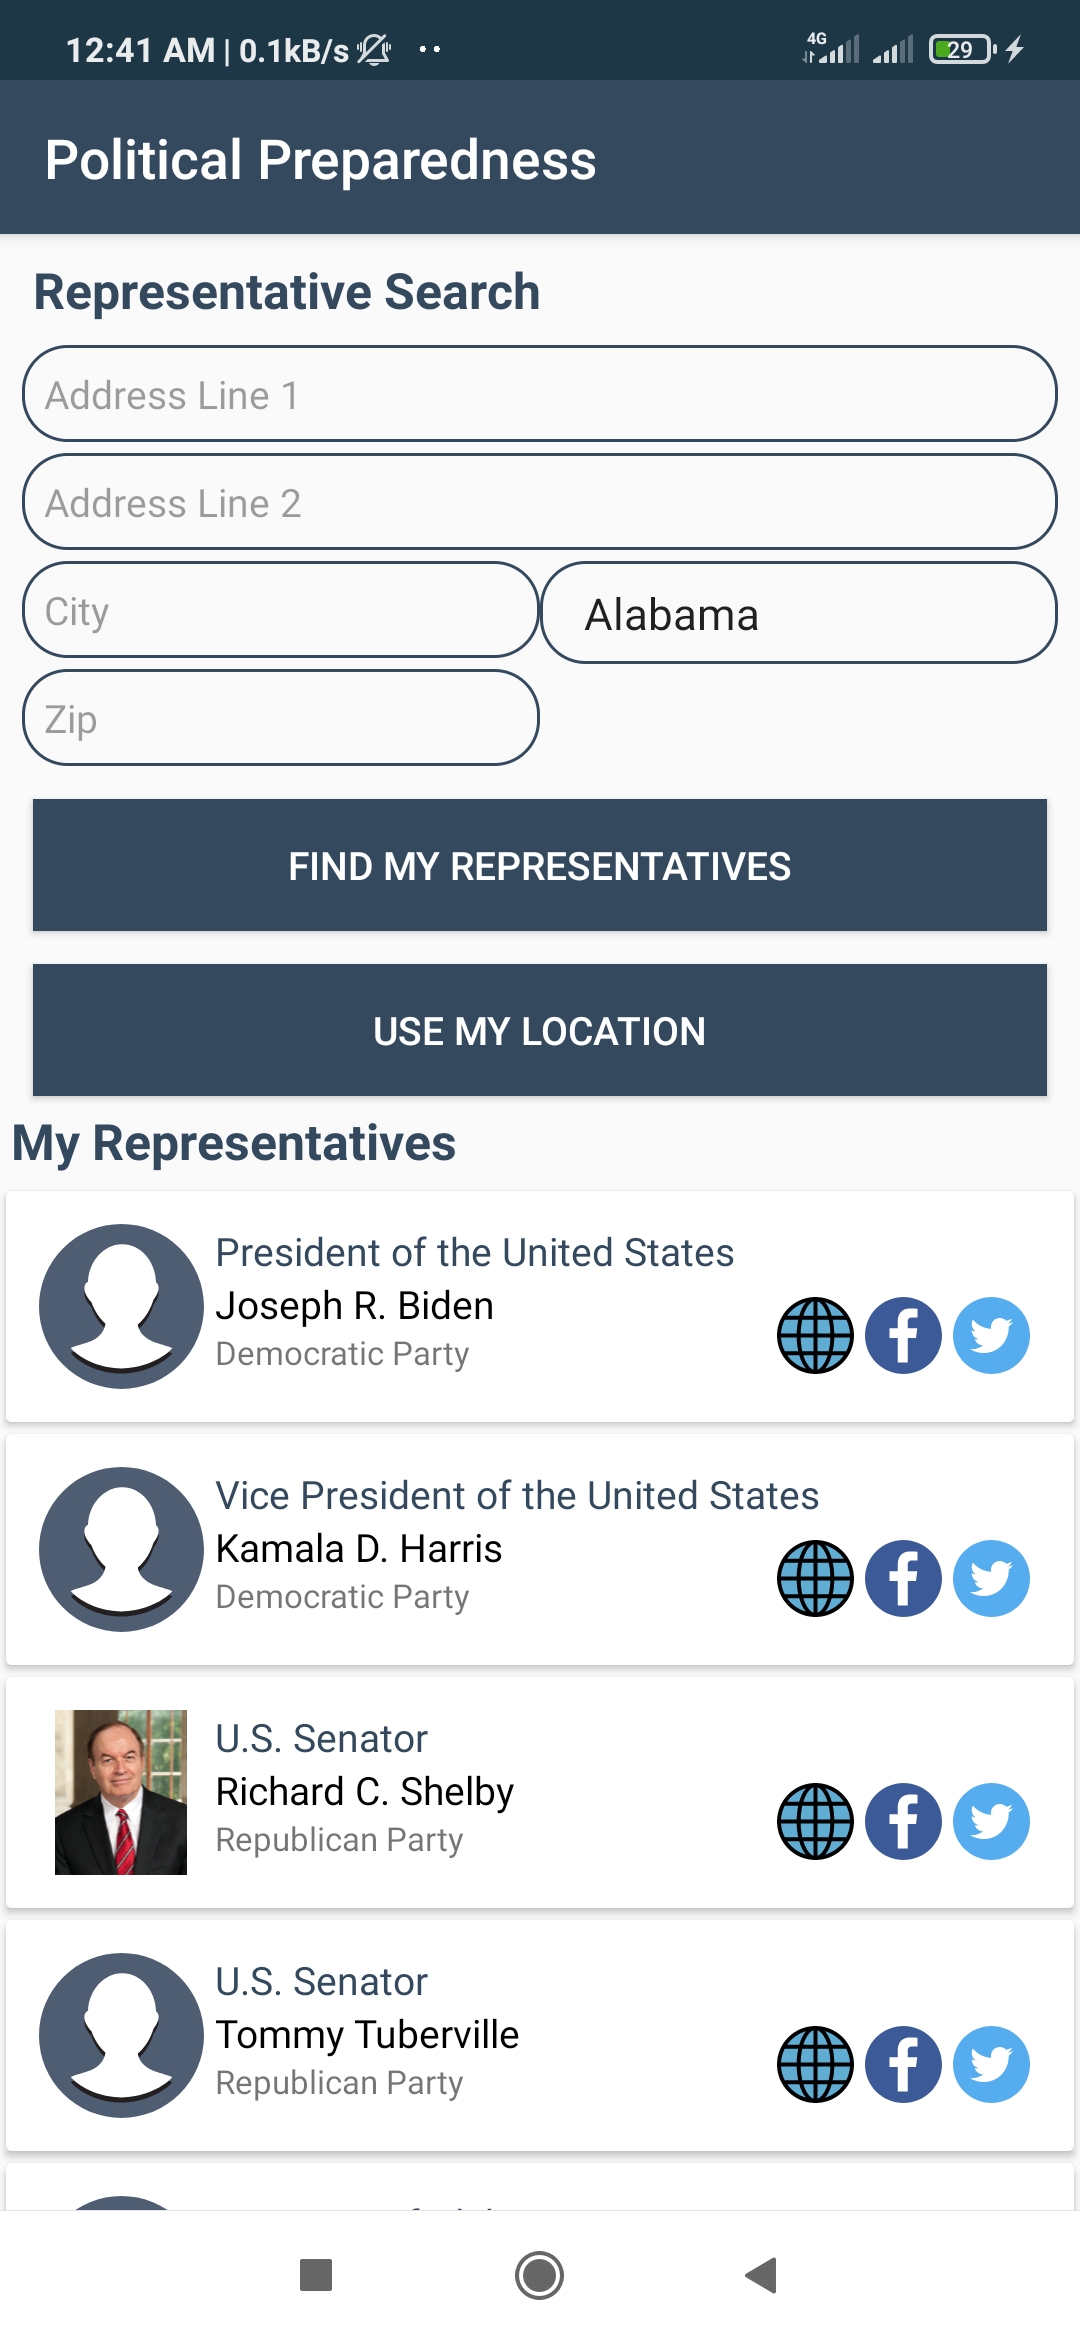 12:41 AM | 0.1kB/s
4G
29
Political Preparedness
Representative Search
Address Line 1
Address Line 2
City
Alabama
Zip
FIND MY REPRESENTATIVES
USE MY LOCATION
My Representatives
President of the United States
Joseph R. Biden
Democratic Party
Vice President of the United States
Kamala D. Harris
Democratic Party
U.S. Senator
Richard C. Shelby
Republican Party
U.S. Senator
Tommy Tuberville
Republican Party